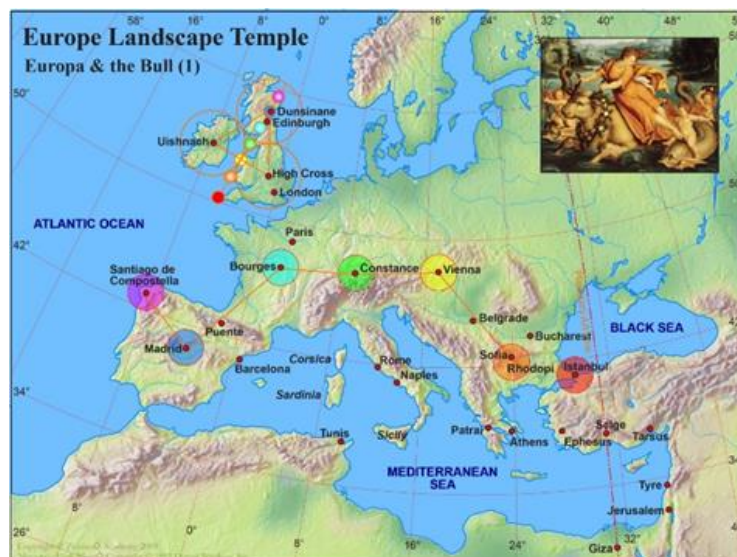 Europe Landscape Temple
Europa & the Bull (1)
50°
16°
8°
0°
8°
16°
24°
32°
50°
Dunsinane
Edinburgh
Uishnach
High Cross
London
ATLANTIC OCEAN
42°
Paris
Santiago de
Compostella
Bourges
Constance
Vienna
Puente
Belgrade
Bucharest
BLACK SEA
Madrid
Barcelona
Corsica
Rome
Naples
Sofia
Rhodopi
Istanbul
Sardinia
34°
Tunis
Sicily
Patrai
Athens
Ephesus
Selge
Tarsus
MEDITERRANEAN
SEA
Tyre
Jerusalem
Giza
26°
8°
0°
8°
16°
24°
32°